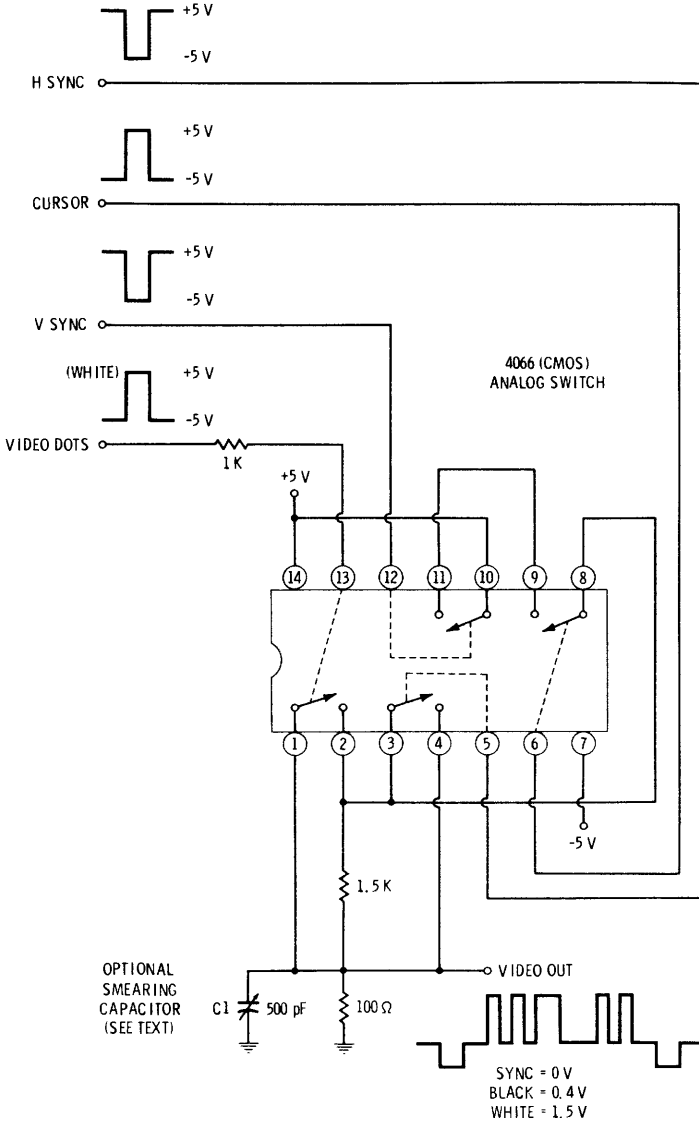 +5 V
-5 V
H SYNC
+5 V
-5 V
CURSOR
+5 V
-5 V
V SYNC
(WHITE)
+5 V
-5 V
VIDEO DOTS
1 K
4066 (CMOS)
ANALOG SWITCH
+5 V
14 13 12 11 10 9 8
1 2 3 4 5 6 7
-5 V
1.5 K
OPTIONAL
SMEARING
CAPACITOR
(SEE TEXT)
C1
500 pF
100 Ω
VIDEO OUT
SYNC = 0 V
BLACK = 0.4 V
WHITE = 1.5 V